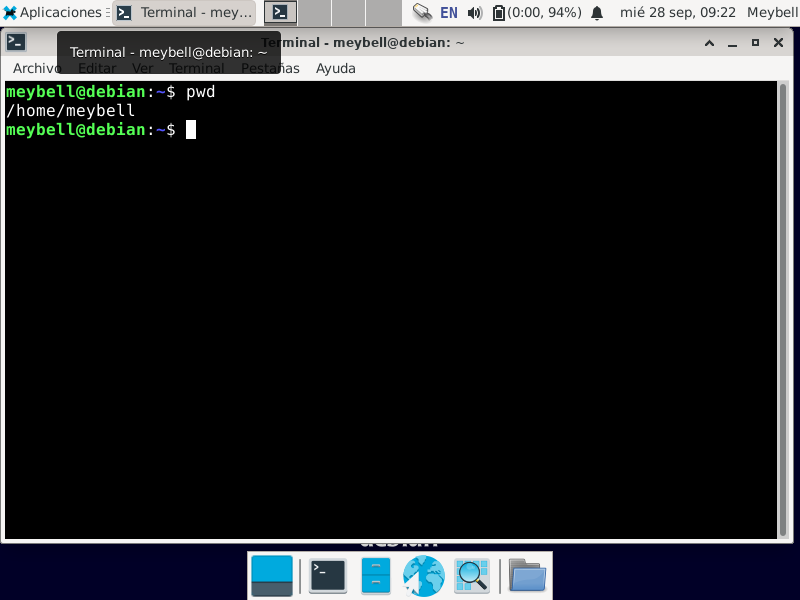 Aplicaciones Terminal - mey... EN (0:00, 94%) mié 28 sep, 09:22 Meybell
Terminal - meybell@debian: ~
Terminal - meybell@debian: ~
Archivo Editar Ver Terminal Pestañas Ayuda
meybell@debian:~$ pwd
/home/meybell
meybell@debian:~$
debian